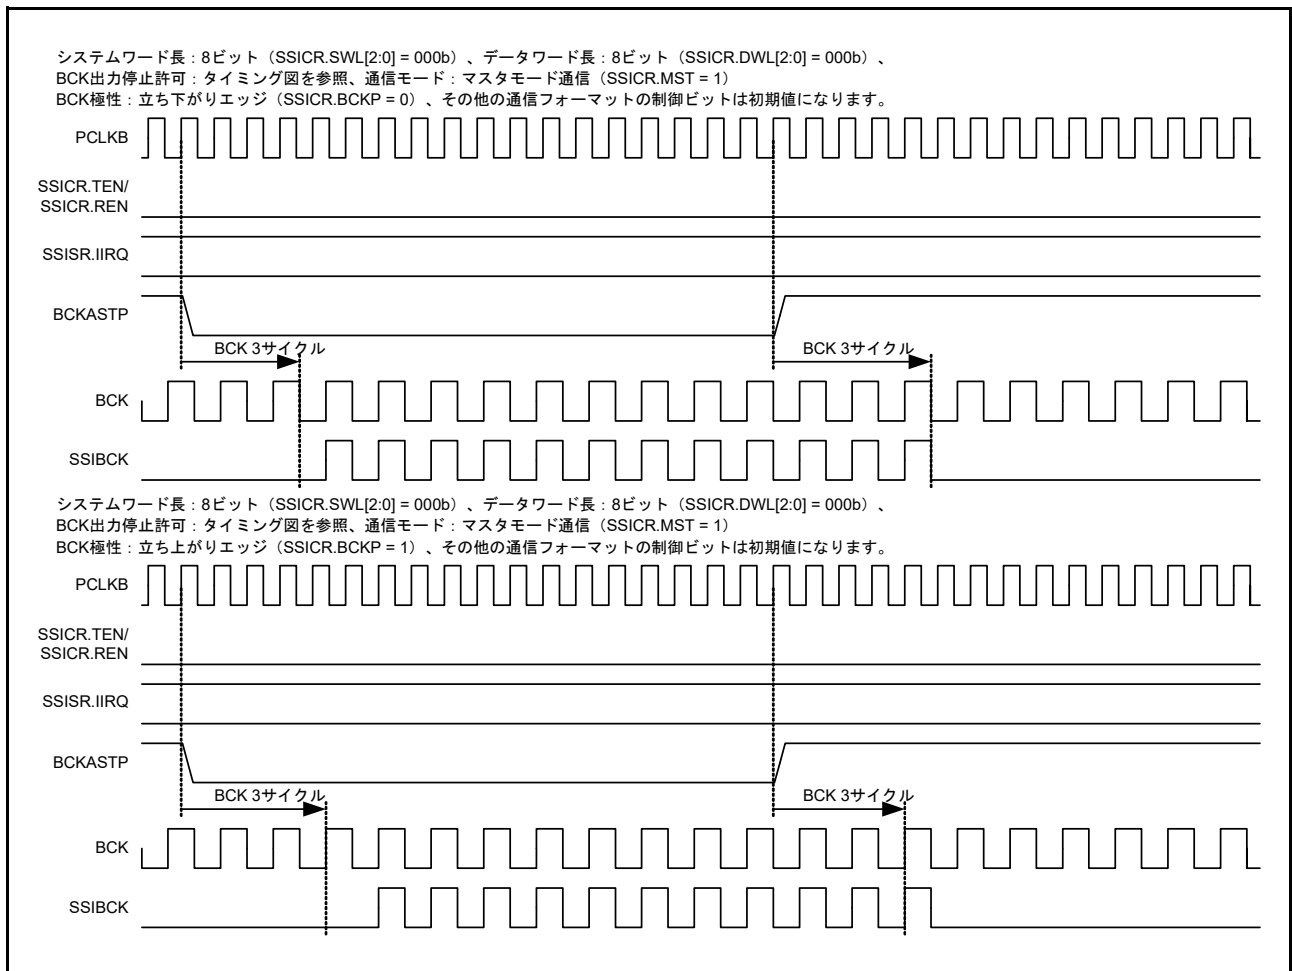 システムワード長：8ビット（SSICR.SWL[2:0] = 000b）、データワード長：8ビット（SSICR.DWL[2:0] = 000b）、
BCK出力停止許可：タイミング図を参照、通信モード：マスタモード通信（SSICR.MST = 1）
BCK極性：立ち下がりエッジ（SSICR.BCKP = 0）、その他の通信フォーマットの制御ビットは初期値になります。
PCLKB
SSICR.TEN/
SSICR.REN
SSISR.IIRQ
BCKASTP
BCK 3サイクル
BCK 3サイクル
BCK
SSIBCK
システムワード長：8ビット（SSICR.SWL[2:0] = 000b）、データワード長：8ビット（SSICR.DWL[2:0] = 000b）、
BCK出力停止許可：タイミング図を参照、通信モード：マスタモード通信（SSICR.MST = 1）
BCK極性：立ち上がりエッジ（SSICR.BCKP = 1）、その他の通信フォーマットの制御ビットは初期値になります。
PCLKB
SSICR.TEN/
SSICR.REN
SSISR.IIRQ
BCKASTP
BCK 3サイクル
BCK 3サイクル
BCK
SSIBCK